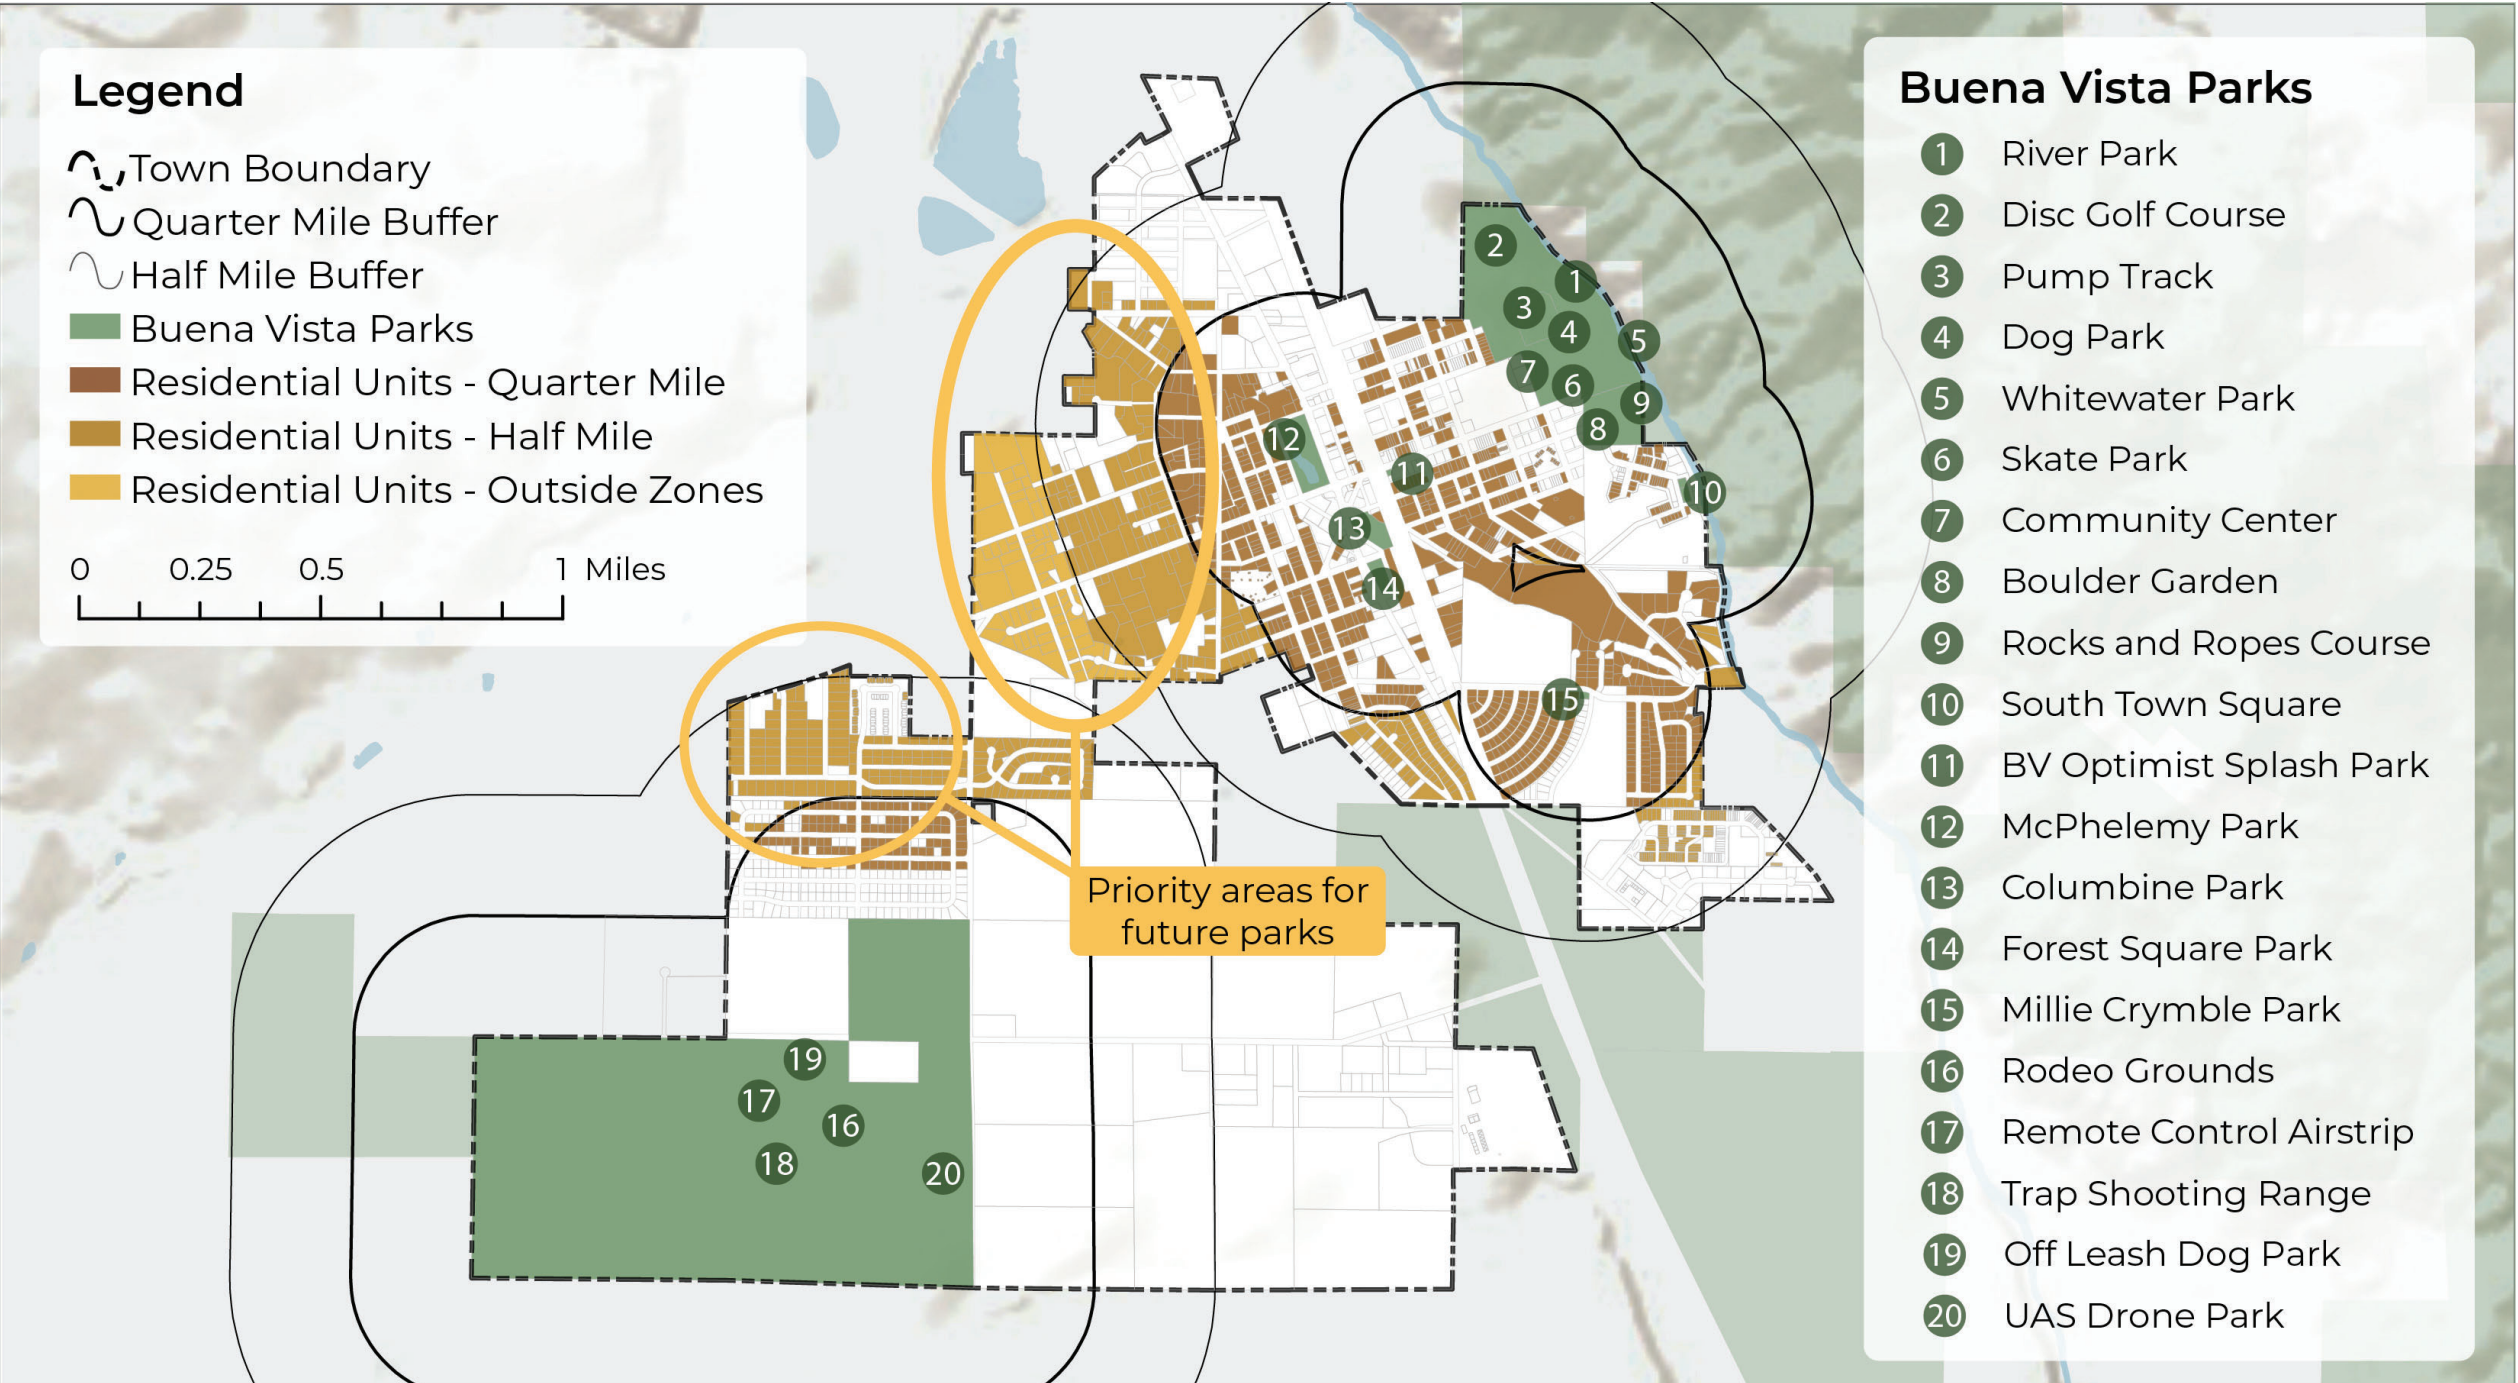 Legend
Town Boundary
Quarter Mile Buffer
Half Mile Buffer
Buena Vista Parks
Residential Units - Quarter Mile
Residential Units - Half Mile
Residential Units - Outside Zones
0 0.25 0.5 1 Miles
2
1
3
4
5
7
6
9
8
12
11
10
13
14
15
Priority areas for
future parks
19
17
16
18
20
Buena Vista Parks
1 River Park
2 Disc Golf Course
3 Pump Track
4 Dog Park
5 Whitewater Park
6 Skate Park
7 Community Center
8 Boulder Garden
9 Rocks and Ropes Course
10 South Town Square
11 BV Optimist Splash Park
12 McPhelemy Park
13 Columbine Park
14 Forest Square Park
15 Millie Crymble Park
16 Rodeo Grounds
17 Remote Control Airstrip
18 Trap Shooting Range
19 Off Leash Dog Park
20 UAS Drone Park